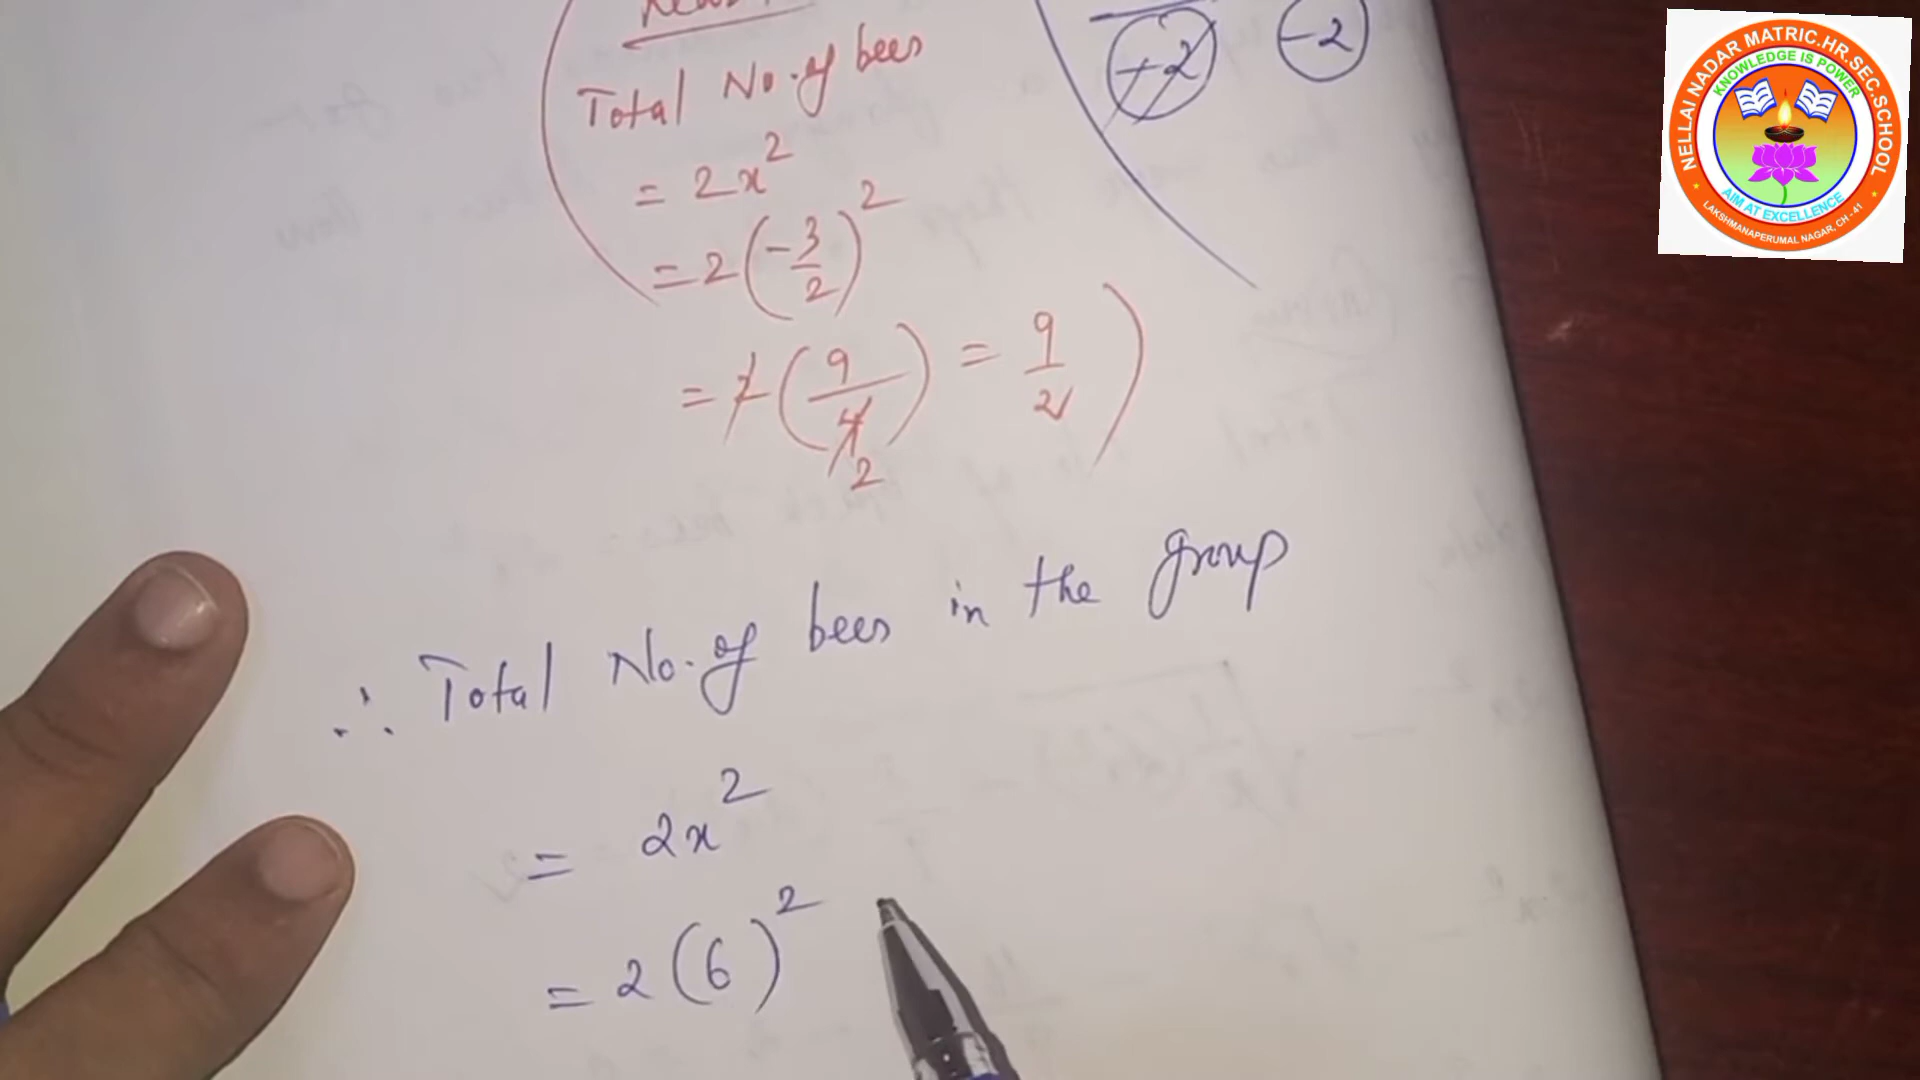 Total No. of bees
= 2x²
= 2(-3/2)²
= 2(9/4) = 9/2)
2
+2
-2
∴ Total No. of bees in the group
= 2x²
= 2(6)²
NELLAI NADAR MATRIC.HR.SEC.SCHOOL
KNOWLEDGE IS POWER
AIM AT EXCELLENCE
LAKSHMANAPERUMAL NAGAR, CH - 41